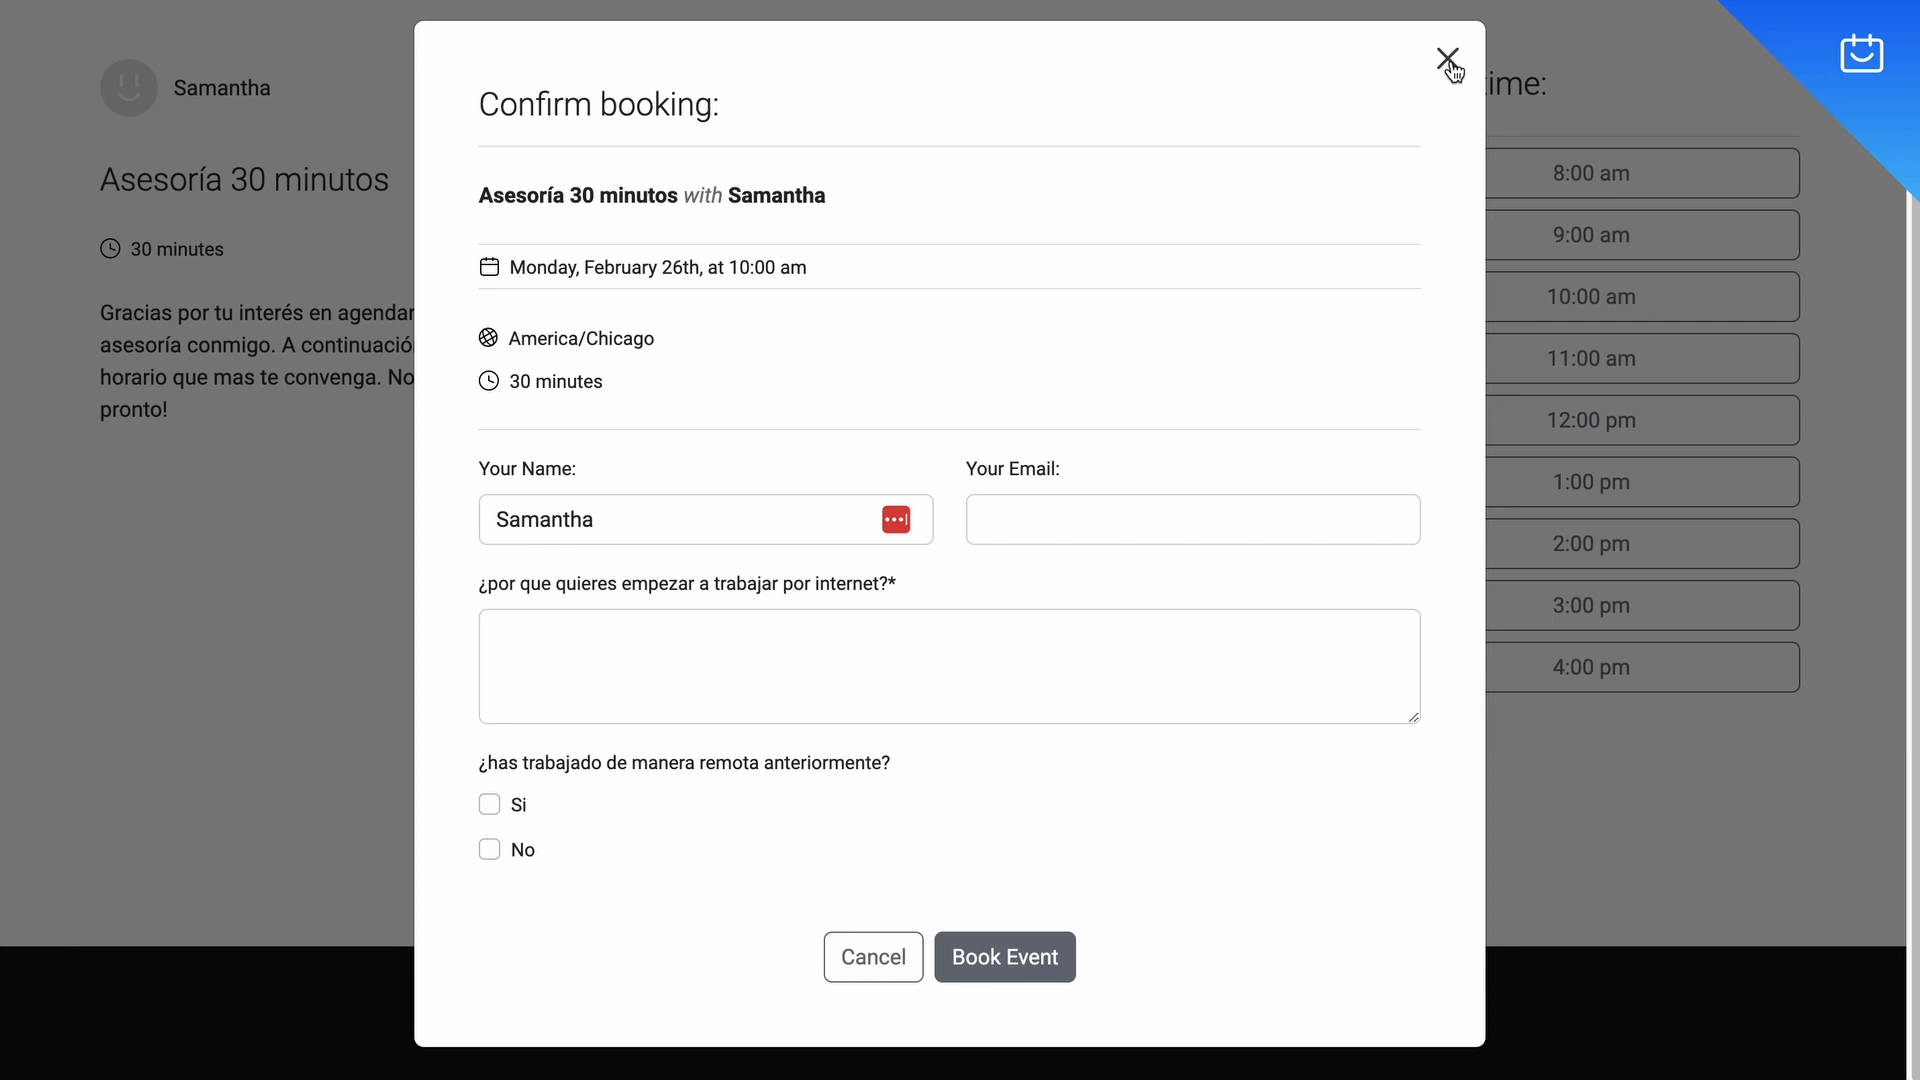 Samantha
Asesoría 30 minutos
30 minutes
Gracias por tu interés en agendar
asesoría conmigo. A continuació
horario que mas te convenga. No
pronto!
Confirm booking:
Asesoría 30 minutos with Samantha
Monday, February 26th, at 10:00 am
America/Chicago
30 minutes
Your Name:
Your Email:
Samantha
¿por que quieres empezar a trabajar por internet?*
¿has trabajado de manera remota anteriormente?
Si
No
Cancel
Book Event
time:
8:00 am
9:00 am
10:00 am
11:00 am
12:00 pm
1:00 pm
2:00 pm
3:00 pm
4:00 pm